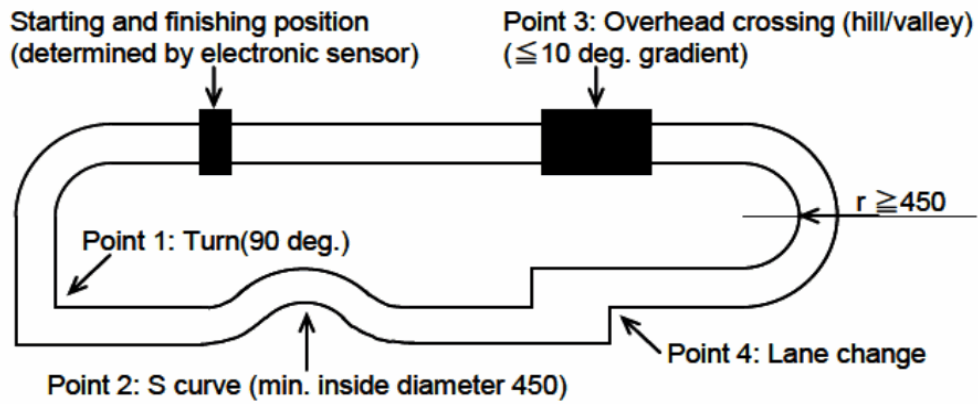 Starting and finishing position
(determined by electronic sensor)
Point 3: Overhead crossing (hill/valley)
(≦10 deg. gradient)
r ≧450
Point 1: Turn(90 deg.)
Point 4: Lane change
Point 2: S curve (min. inside diameter 450)